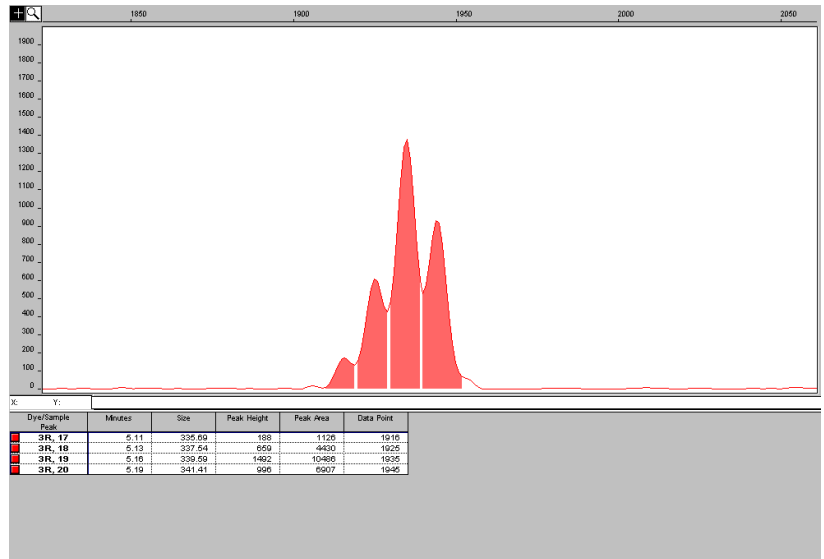 1850 1900 1950 2000 2050
1900
1800
1700
1600
1500
1400
1300
1200
1100
1000
900
800
700
600
500
400
300
200
100
0
X: Y:
Dye/Sample Peak Minutes Size Peak Height Peak Area Data Point
3R, 17 5.11 335.69 188 1126 1916
3R, 18 5.13 337.54 659 4430 1925
3R, 19 5.16 339.59 1492 10486 1935
3R, 20 5.19 341.41 996 6907 1945